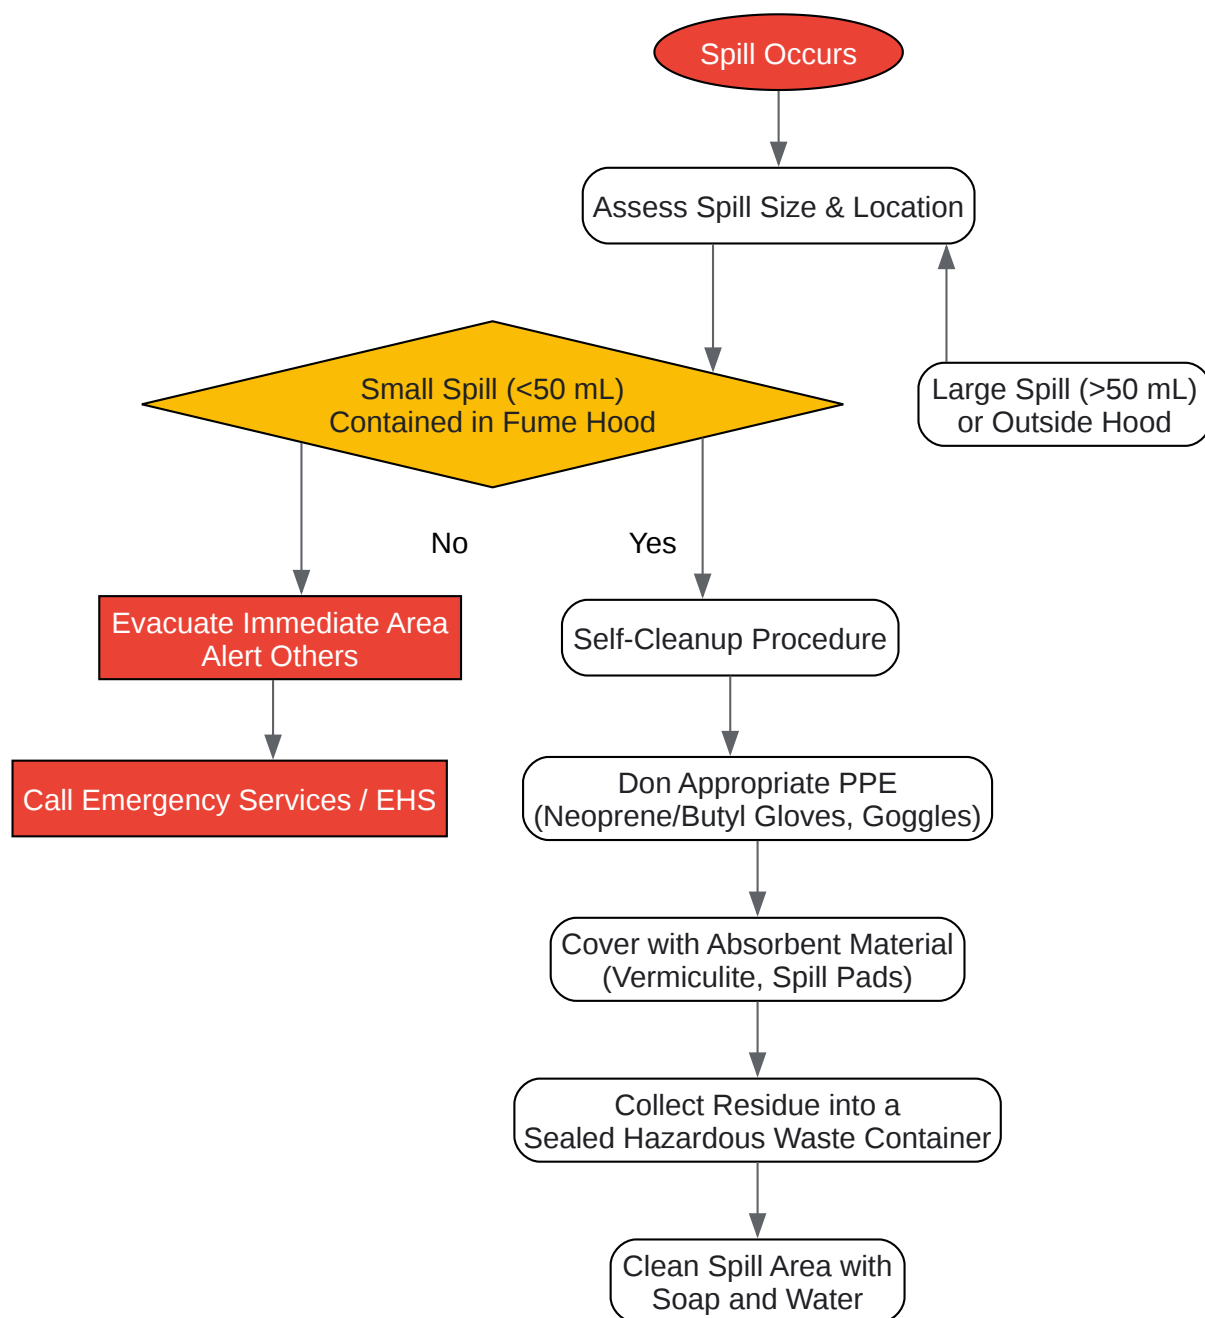 Spill Occurs
Assess Spill Size & Location
Small Spill (<50 mL)
Contained in Fume Hood
Large Spill (>50 mL)
or Outside Hood
No
Yes
Evacuate Immediate Area
Alert Others
Self-Cleanup Procedure
Call Emergency Services / EHS
Don Appropriate PPE
(Neoprene/Butyl Gloves, Goggles)
Cover with Absorbent Material
(Vermiculite, Spill Pads)
Collect Residue into a
Sealed Hazardous Waste Container
Clean Spill Area with
Soap and Water